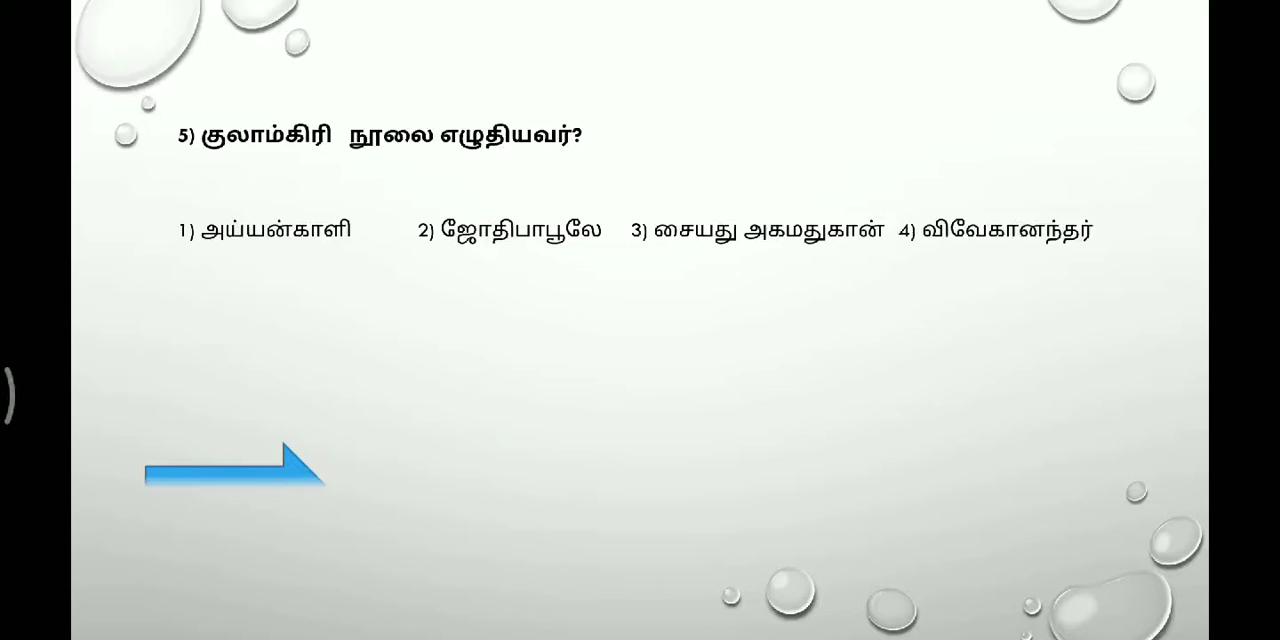 5) குலாம்கிரி நூலை எழுதியவர்?
1) அய்யன்காளி 2) ஜோதிபாபூலே 3) சையது அகமதுகான் 4) விவேகானந்தர்